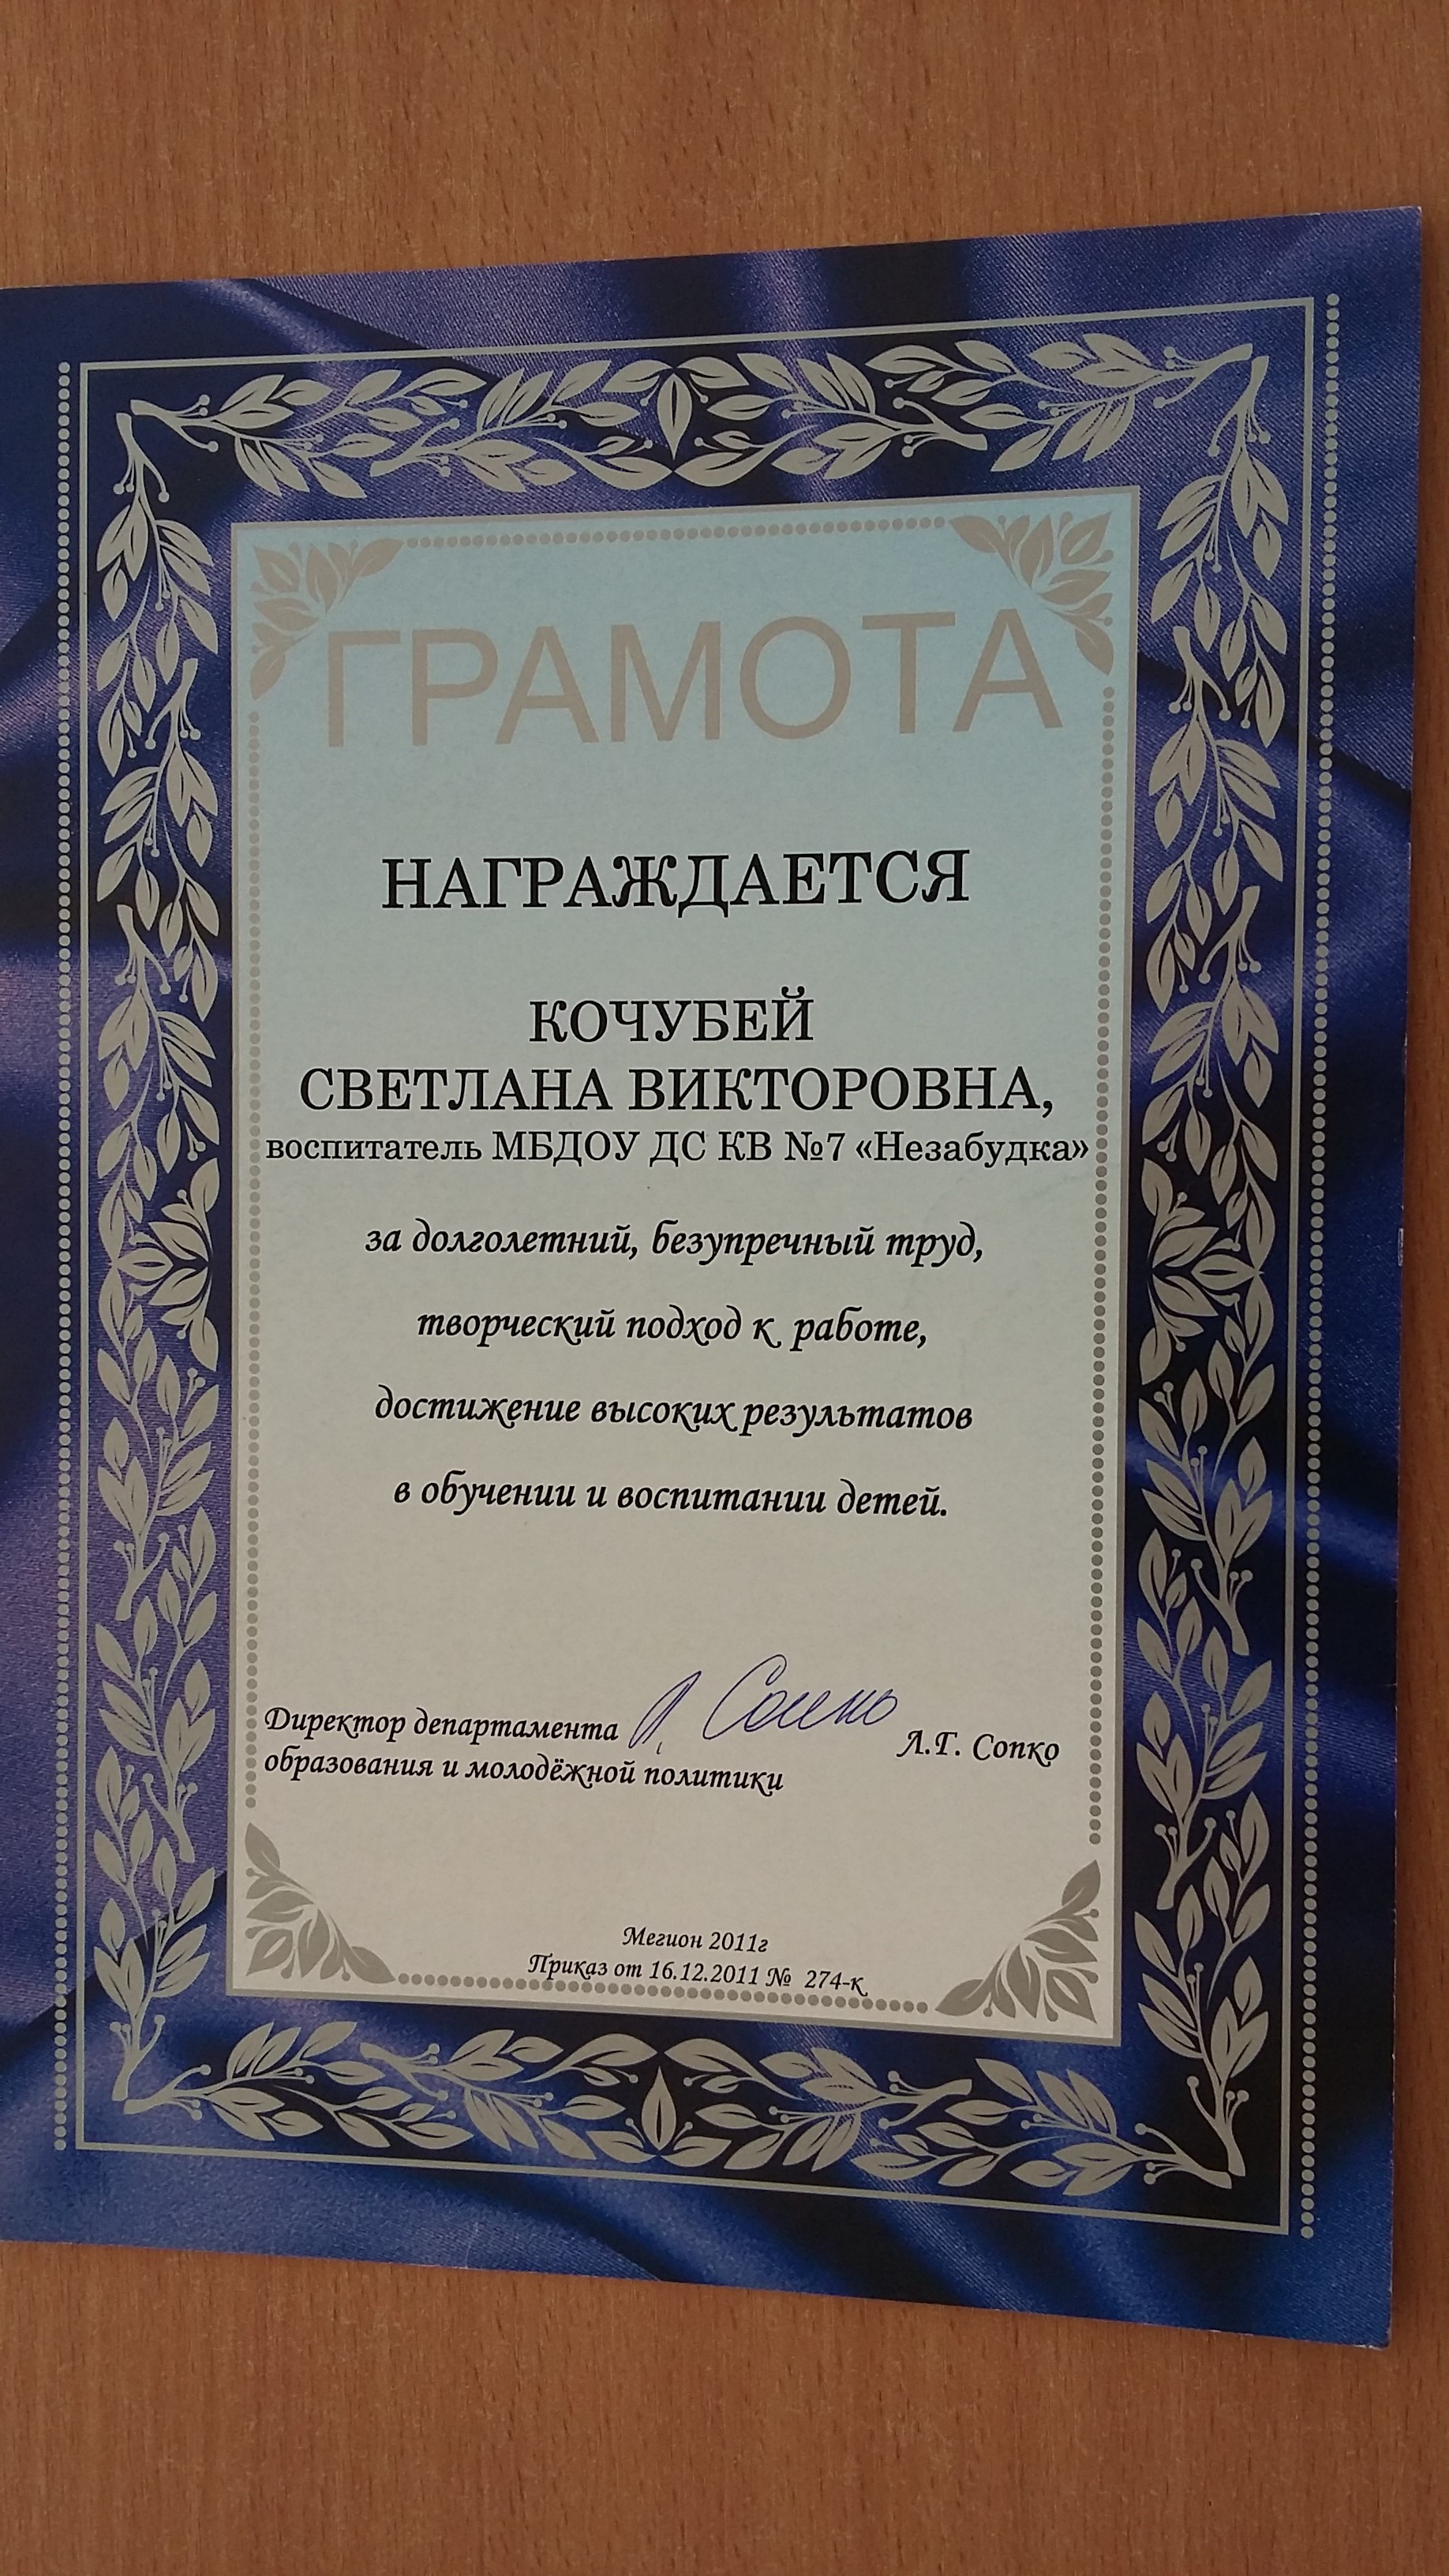 ГРАМОТА
НАГРАЖДАЕТСЯ
КОЧУБЕЙ
СВЕТЛАНА ВИКТОРОВНА,
воспитатель МБДОУ ДС КВ №7 «Незабудка»
за долголетний, безупречный труд,
творческий подход к работе,
достижение высоких результатов
в обучении и воспитании детей.
Директор департамента Л. Сопко Л.Г. Сопко
образования и молодёжной политики
Мегион 2011г
Приказ от 16.12.2011 № 274-к